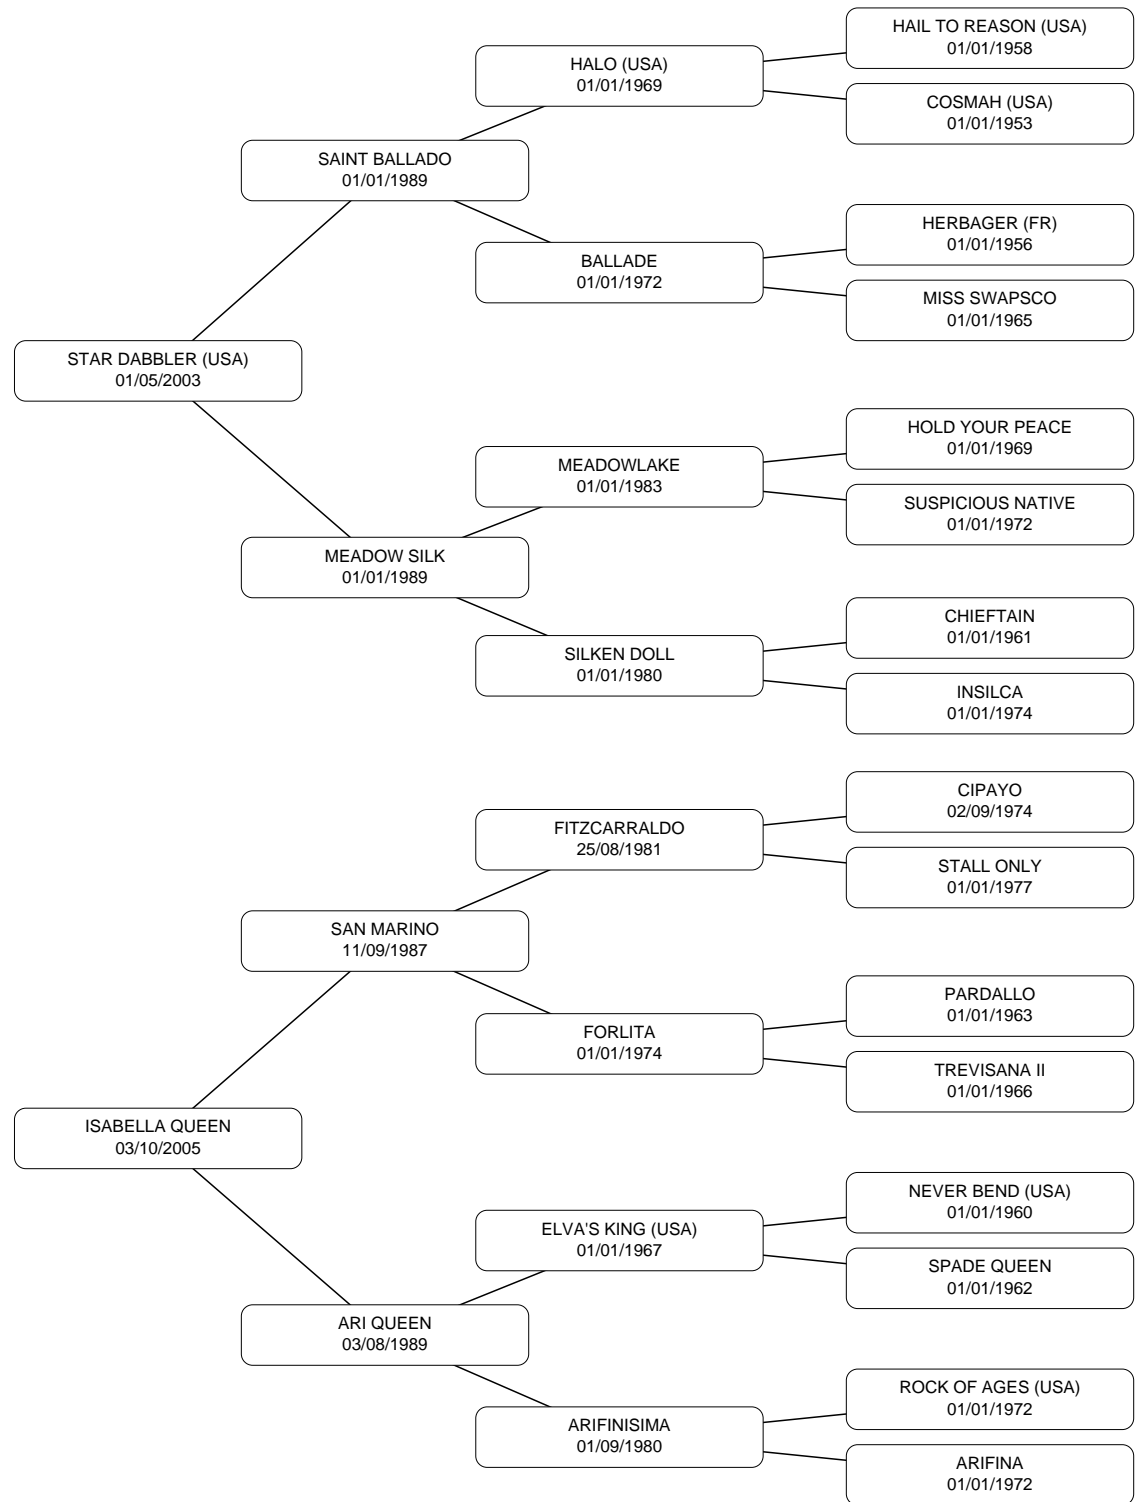 HAIL TO REASON (USA)
01/01/1958
HALO (USA)
01/01/1969
COSMAH (USA)
01/01/1953
SAINT BALLADO
01/01/1989
HERBAGER (FR)
01/01/1956
BALLADE
01/01/1972
MISS SWAPSCO
01/01/1965
STAR DABBLER (USA)
01/05/2003
HOLD YOUR PEACE
01/01/1969
MEADOWLAKE
01/01/1983
SUSPICIOUS NATIVE
01/01/1972
MEADOW SILK
01/01/1989
CHIEFTAIN
01/01/1961
SILKEN DOLL
01/01/1980
INSILCA
01/01/1974
CIPAYO
02/09/1974
FITZCARRALDO
25/08/1981
STALL ONLY
01/01/1977
SAN MARINO
11/09/1987
PARDALLO
01/01/1963
FORLITA
01/01/1974
TREVISANA II
01/01/1966
ISABELLA QUEEN
03/10/2005
NEVER BEND (USA)
01/01/1960
ELVA'S KING (USA)
01/01/1967
SPADE QUEEN
01/01/1962
ARI QUEEN
03/08/1989
ROCK OF AGES (USA)
01/01/1972
ARIFINISIMA
01/09/1980
ARIFINA
01/01/1972